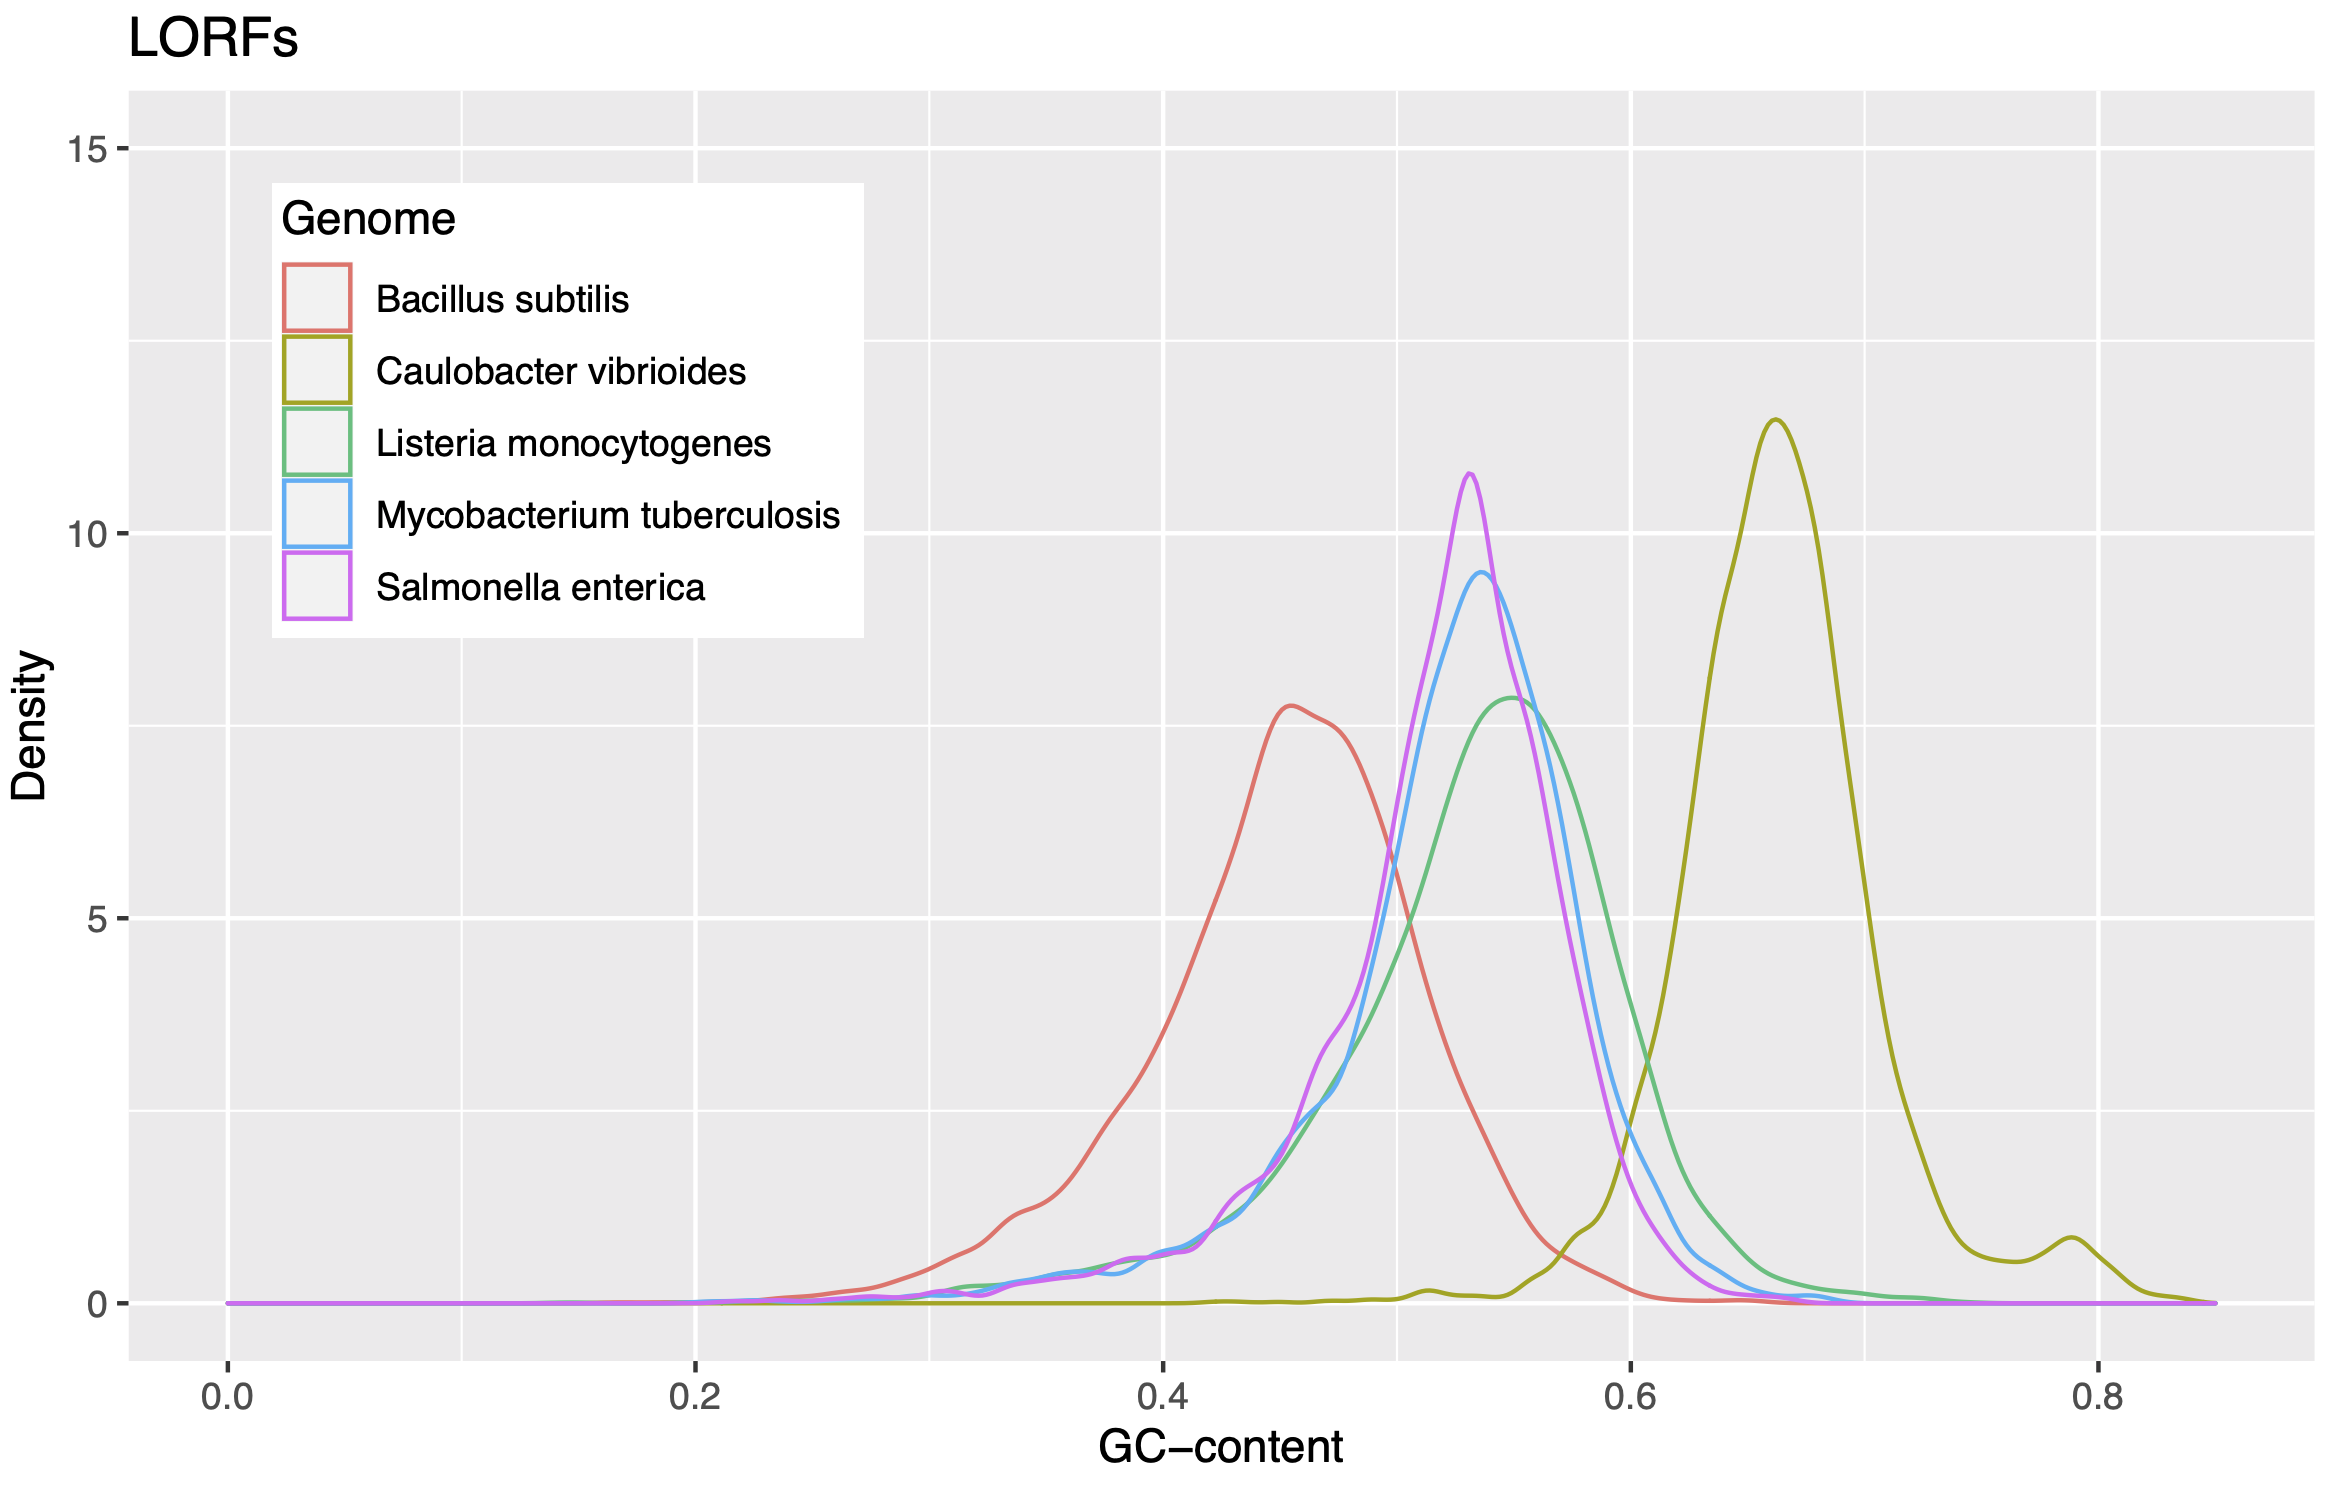 LORFs
15
10
5
0
Density
Genome
Bacillus subtilis
Caulobacter vibrioides
Listeria monocytogenes
Mycobacterium tuberculosis
Salmonella enterica
0.0 0.2 0.4 0.6 0.8
GC−content